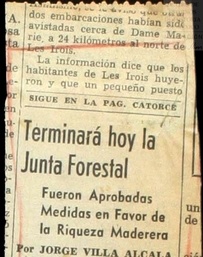 dos embarcaciones habían sido
avistadas cerca de Dame Ma-
rie, a 24 kilómetros al norte de
Les Irois.
La información dice que los
habitantes de Les Irois huye-
ron y que un pequeño puesto
SIGUE EN LA PAG. CATORCE
Terminará hoy la
Junta Forestal
Fueron Aprobadas
Medidas en Favor de
la Riqueza Maderera
Por JORGE VILLA ALCALA